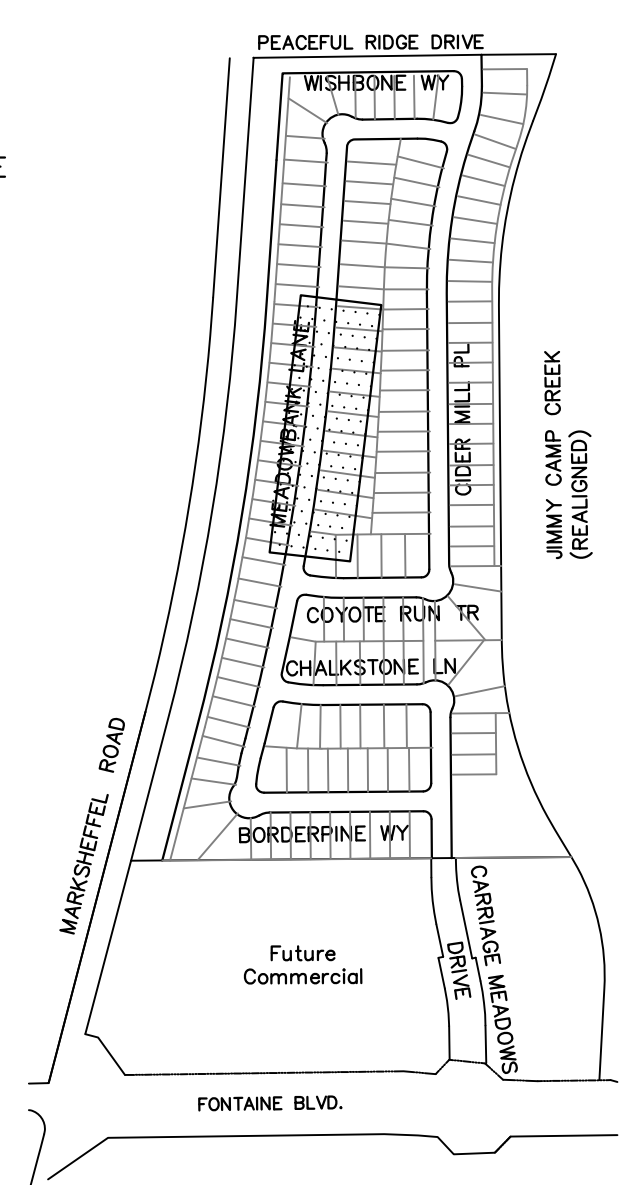 PEACEFUL RIDGE DRIVE
WISHBONE WY
MEADOWBANK LANE
CIDER MILL PL
JIMMY CAMP CREEK
(REALIGNED)
COYOTE RUN TR
CHALKSTONE LN
MARKSHEFFEL ROAD
BORDERPINE WY
CARRIAGE MEADOWS
DRIVE
Future
Commercial
FONTAINE BLVD.